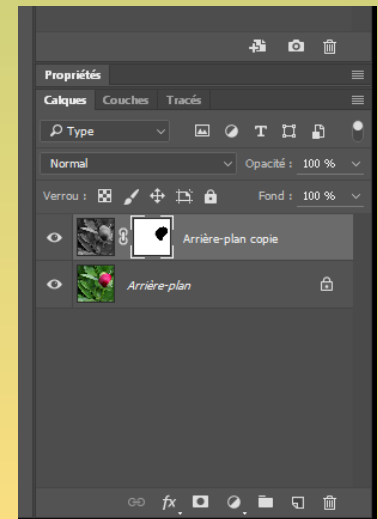 Propriétés
Calques Couches Tracés
Type T
Normal Opacité : 100 %
Verrou : Fond : 100 %
Arrière-plan copie
Arrière-plan
fx